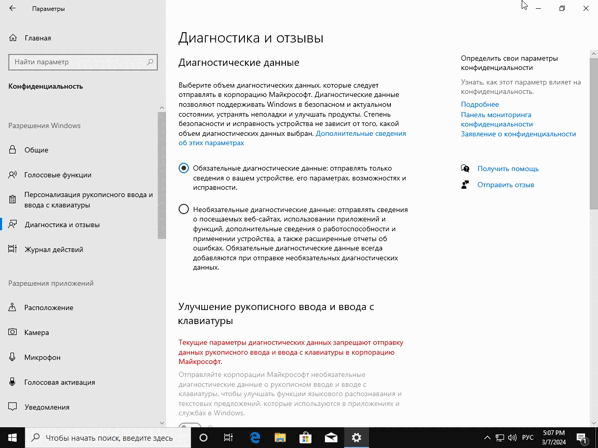 Параметры
Главная
Найти параметр
Конфиденциальность
Разрешения Windows
Общие
Голосовые функции
Персонализация рукописного ввода и
ввода с клавиатуры
Диагностика и отзывы
Журнал действий
Разрешения приложений
Расположение
Камера
Микрофон
Голосовая активация
Уведомления
Диагностика и отзывы
Диагностические данные
Выберите объем диагностических данных, которые следует
отправлять в корпорацию Майкрософт. Диагностические данные
позволяют поддерживать Windows в безопасном и актуальном
состоянии, устранять неполадки и улучшать продукты. Степень
безопасности и исправность устройства не зависит от того, какой
объем диагностических данных выбран. Дополнительные сведения
об этих параметрах
Обязательные диагностические данные: отправлять только
сведения о вашем устройстве, его параметрах, возможностях и
исправности.
Необязательные диагностические данные: отправлять сведения
о посещаемых веб-сайтах, использовании приложений и
функций, дополнительные сведения о работоспособности и
применении устройства, а также расширенные отчеты об
ошибках. Обязательные диагностические данные всегда
добавляются при отправке необязательных диагностических
данных.
Улучшение рукописного ввода и ввода с
клавиатуры
Текущие параметры диагностических данных запрещают отправку
данных рукописного ввода и ввода с клавиатуры в корпорацию
Майкрософт.
Отправляйте корпорации Майкрософт необязательные
диагностические данные о рукописном вводе и вводе с
клавиатуры, чтобы улучшить функции языкового распознавания и
текстовых предложений, которые используются в приложениях и
службах в Windows.
Определить свои параметры
конфиденциальности
Узнать, как этот параметр влияет на
конфиденциальность.
Подробнее
Панель мониторинга
конфиденциальности
Заявление о конфиденциальности
Получить помощь
Отправить отзыв
Чтобы начать поиск, введите здесь
РУС
5:07 PM
3/7/2024